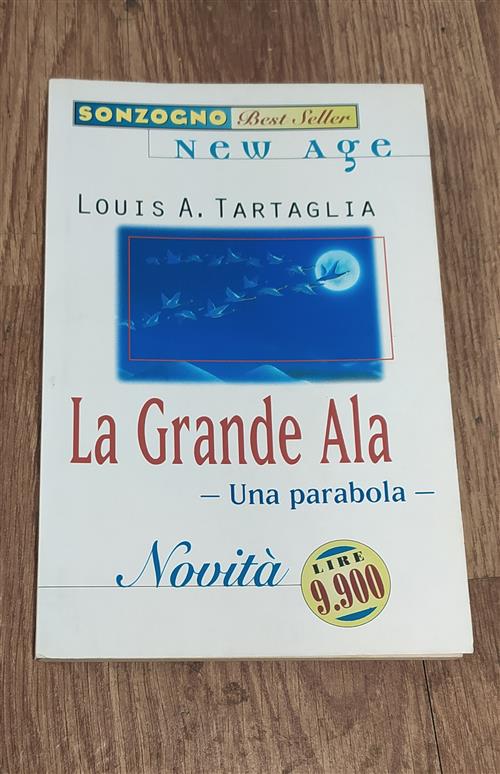 SONZOGNO Best Seller
New Age
LOUIS A. TARTAGLIA
La Grande Ala
– Una parabola –
Novità
LIRE
9.900